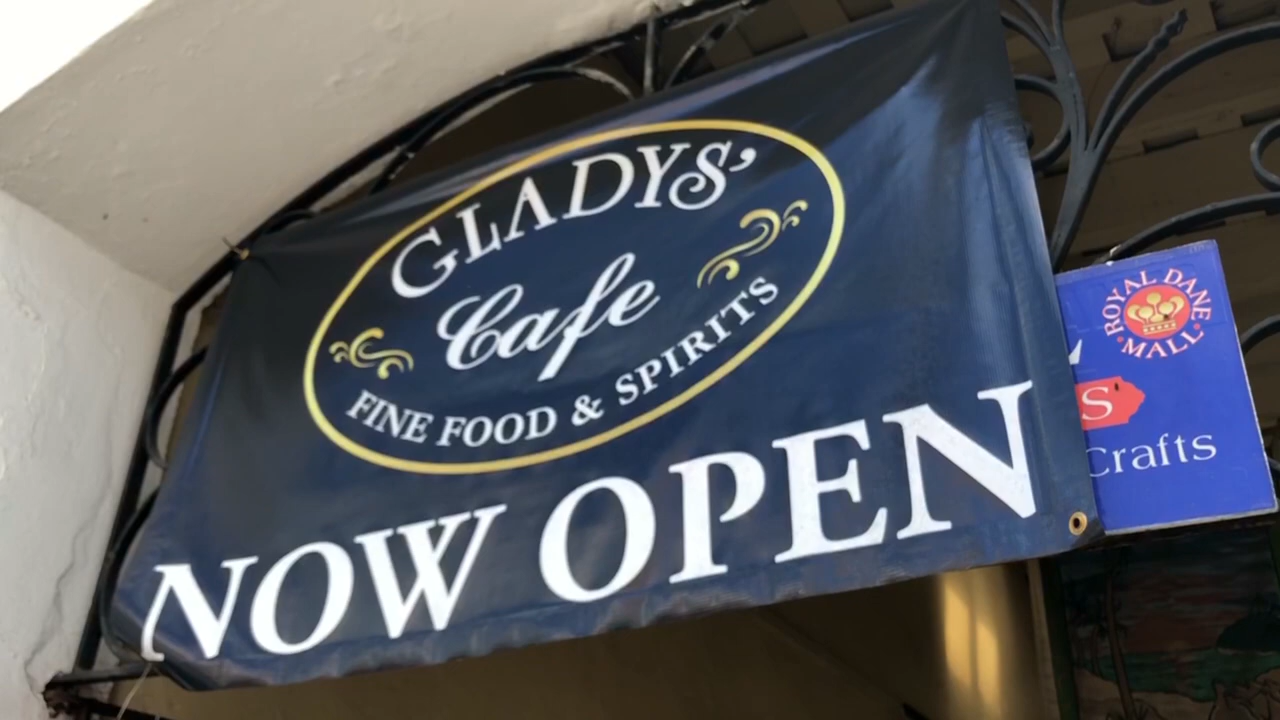 GLADYS'
Cafe
FINE FOOD & SPIRITS
NOW OPEN
ROYAL DANE
MALL
S
Crafts